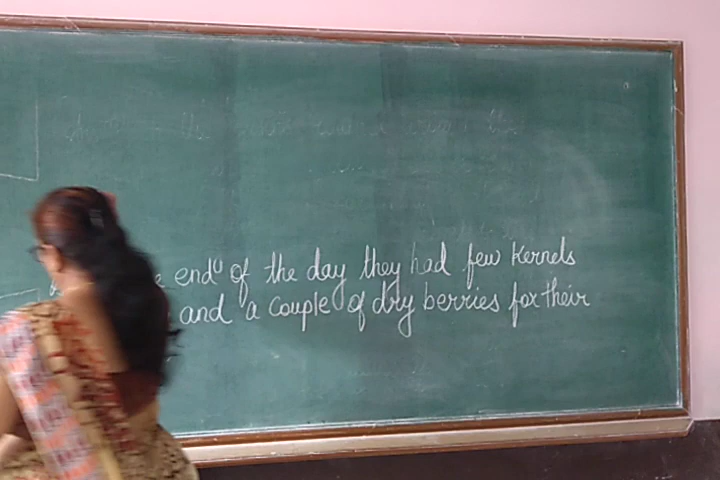 end of the day they had few Kernels
and a couple of dry berries for their